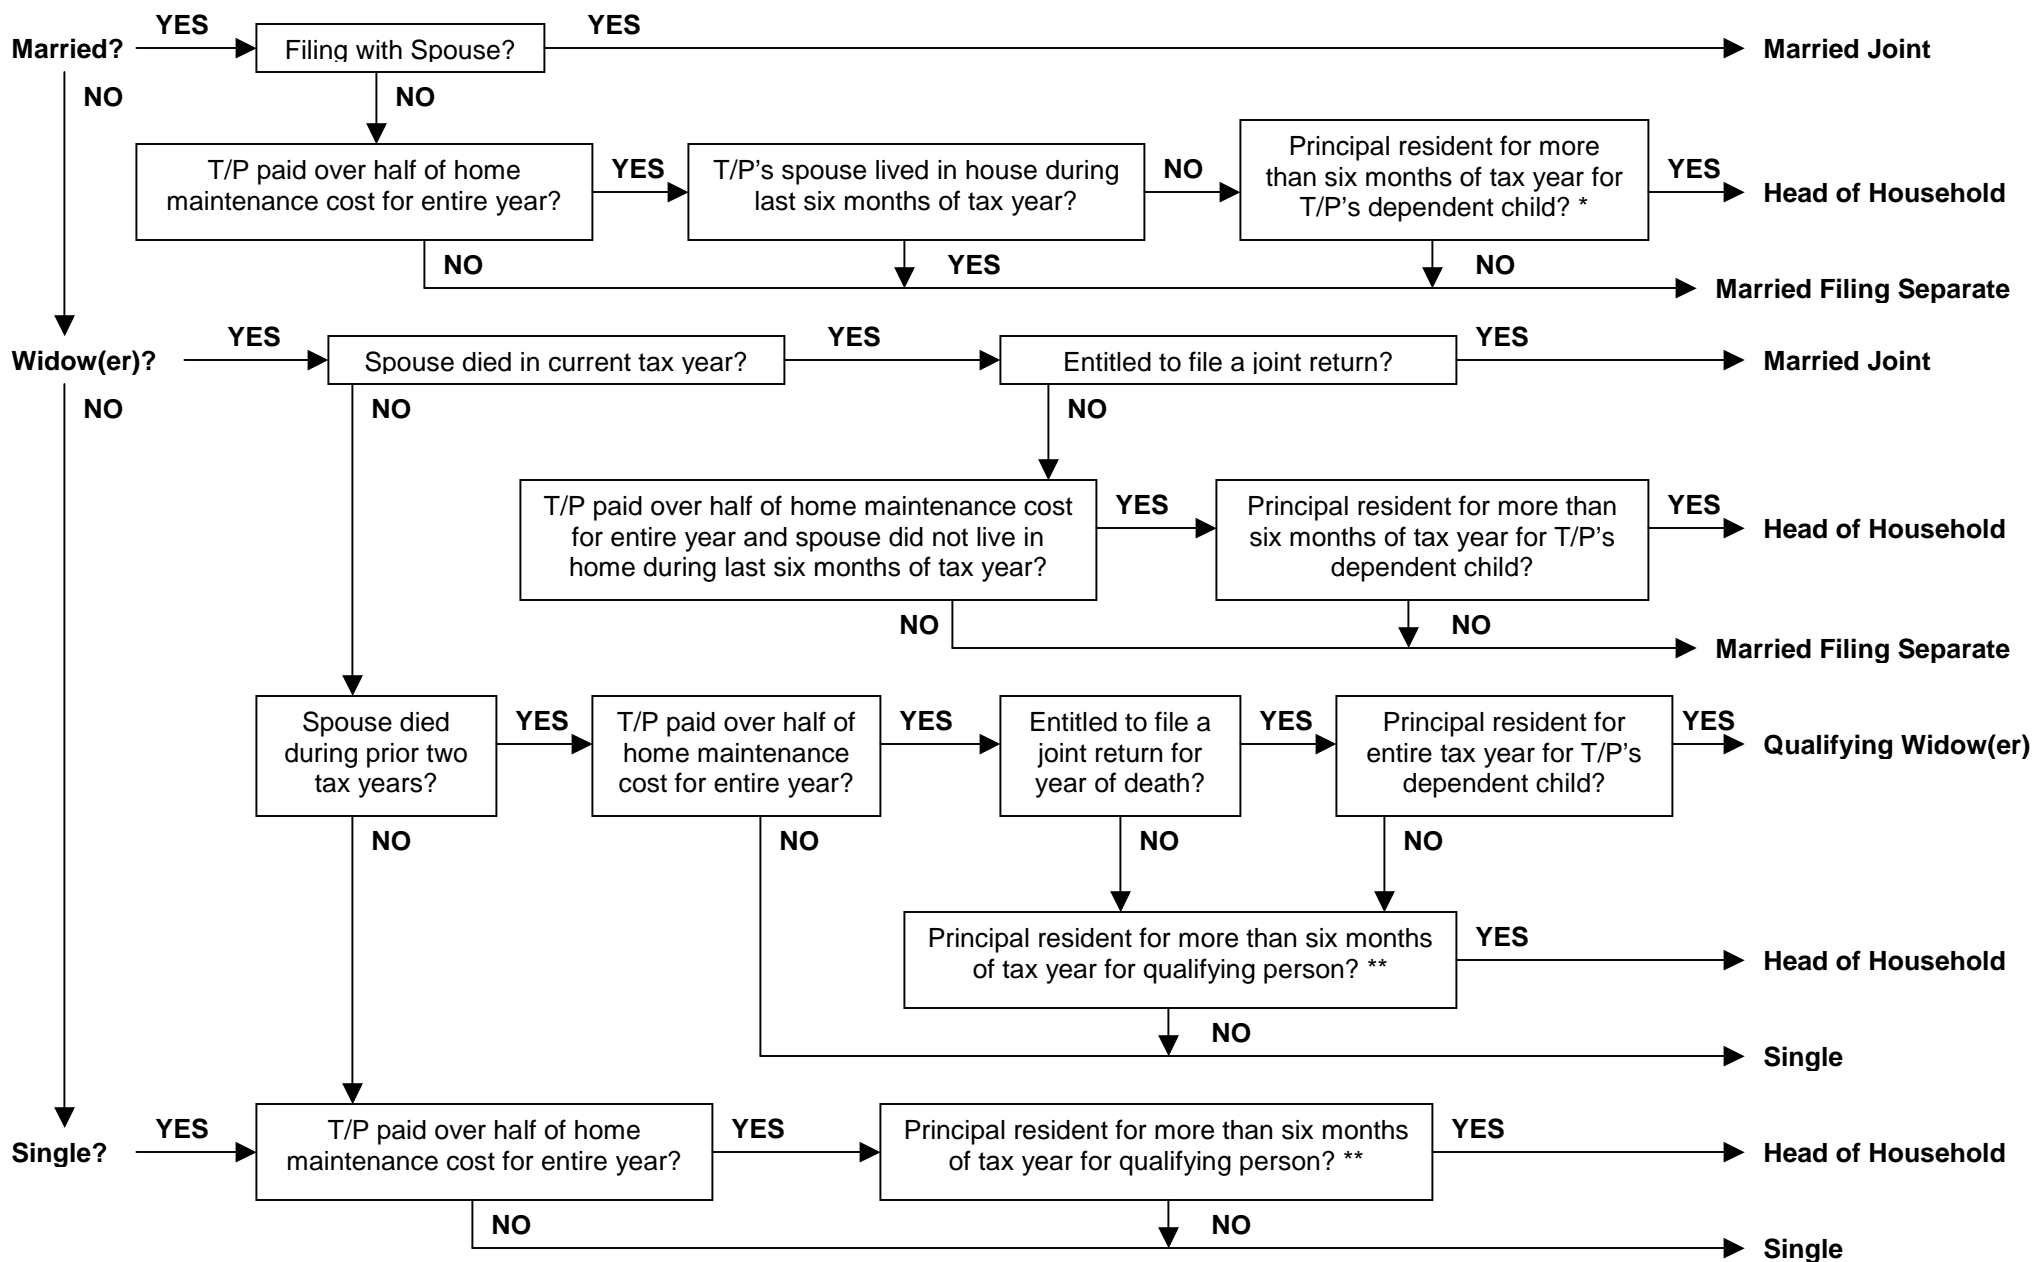 YES
YES
Married?
Filing with Spouse?
Married Joint
NO
NO
T/P paid over half of home
maintenance cost for entire year?
YES
T/P's spouse lived in house during
last six months of tax year?
NO
Principal resident for more
than six months of tax year for
T/P's dependent child? *
YES
Head of Household
NO
YES
NO
Married Filing Separate
Widow(er)?
YES
Spouse died in current tax year?
YES
Entitled to file a joint return?
YES
Married Joint
NO
NO
NO
T/P paid over half of home maintenance cost
for entire year and spouse did not live in
home during last six months of tax year?
YES
Principal resident for more than
six months of tax year for T/P's
dependent child?
YES
Head of Household
NO
NO
Married Filing Separate
Spouse died
during prior two
tax years?
YES
T/P paid over half of
home maintenance
cost for entire year?
YES
Entitled to file a
joint return for
year of death?
YES
Principal resident for
entire tax year for T/P's
dependent child?
YES
Qualifying Widow(er)
NO
NO
NO
NO
Principal resident for more than six months
of tax year for qualifying person? **
YES
Head of Household
NO
Single
Single?
YES
T/P paid over half of home
maintenance cost for entire year?
YES
Principal resident for more than six months
of tax year for qualifying person? **
YES
Head of Household
NO
NO
Single